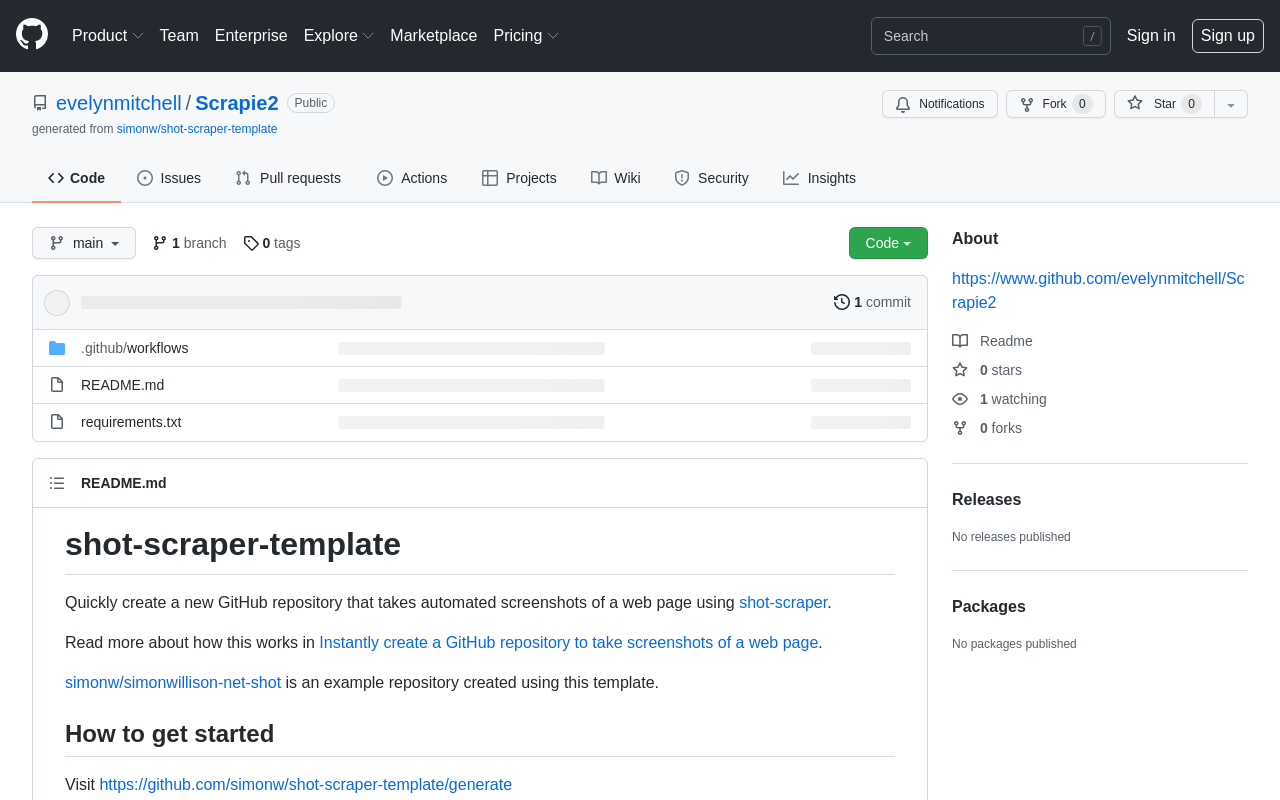 Product Team Enterprise Explore Marketplace Pricing Search / Sign in Sign up
evelynmitchell / Scrapie2 Public Notifications Fork 0 Star 0
generated from simonw/shot-scraper-template
Code Issues Pull requests Actions Projects Wiki Security Insights
main 1 branch 0 tags Code
1 commit
.github/workflows
README.md
requirements.txt
README.md
shot-scraper-template
Quickly create a new GitHub repository that takes automated screenshots of a web page using shot-scraper.
Read more about how this works in Instantly create a GitHub repository to take screenshots of a web page.
simonw/simonwillison-net-shot is an example repository created using this template.
How to get started
Visit https://github.com/simonw/shot-scraper-template/generate
About
https://www.github.com/evelynmitchell/Sc
rapie2
Readme
0 stars
1 watching
0 forks
Releases
No releases published
Packages
No packages published